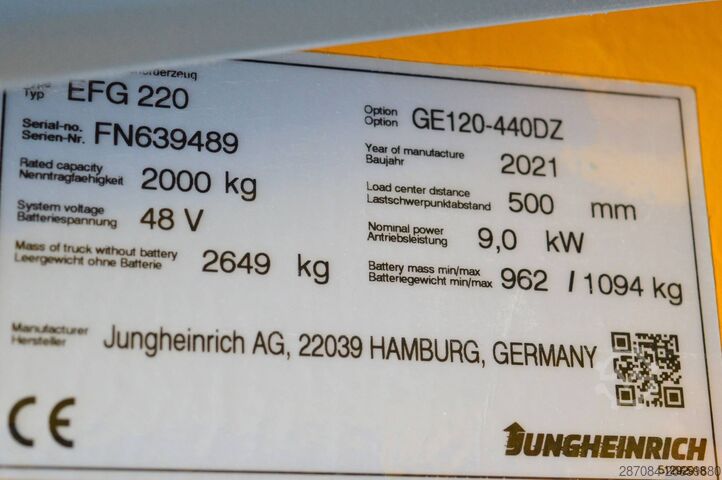 Typ EFG 220
Option
Option GE120-440DZ
Serial-no.
Serien-Nr. FN639489
Year of manufacture
Baujahr 2021
Rated capacity
Nenntragfaehigkeit 2000 kg
Load center distance
Lastschwerpunktabstand 500 mm
System voltage
Batteriespannung 48 V
Nominal power
Antriebsleistung 9,0 kW
Mass of truck without battery
Leergewicht ohne Batterie 2649 kg
Battery mass min/max
Batteriegewicht min/max 962 / 1094 kg
Manufacturer
Hersteller Jungheinrich AG, 22039 HAMBURG, GERMANY
CE
JUNGHEINRICH